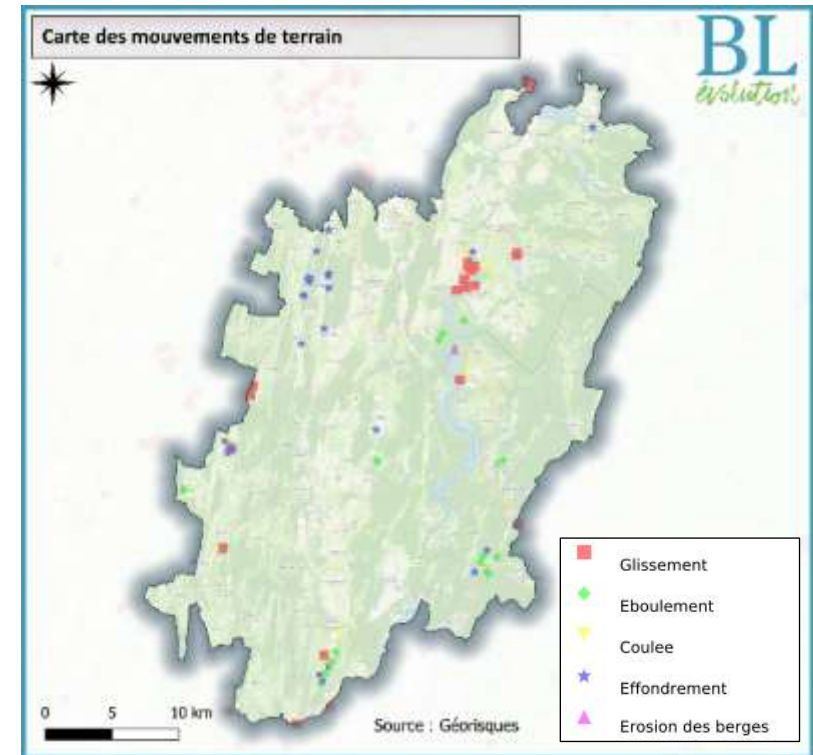 Carte des mouvements de terrain
BL
évolution
Glissement
Eboulement
Coulee
Effondrement
Erosion des berges
0 5 10 km
Source : Géorisques